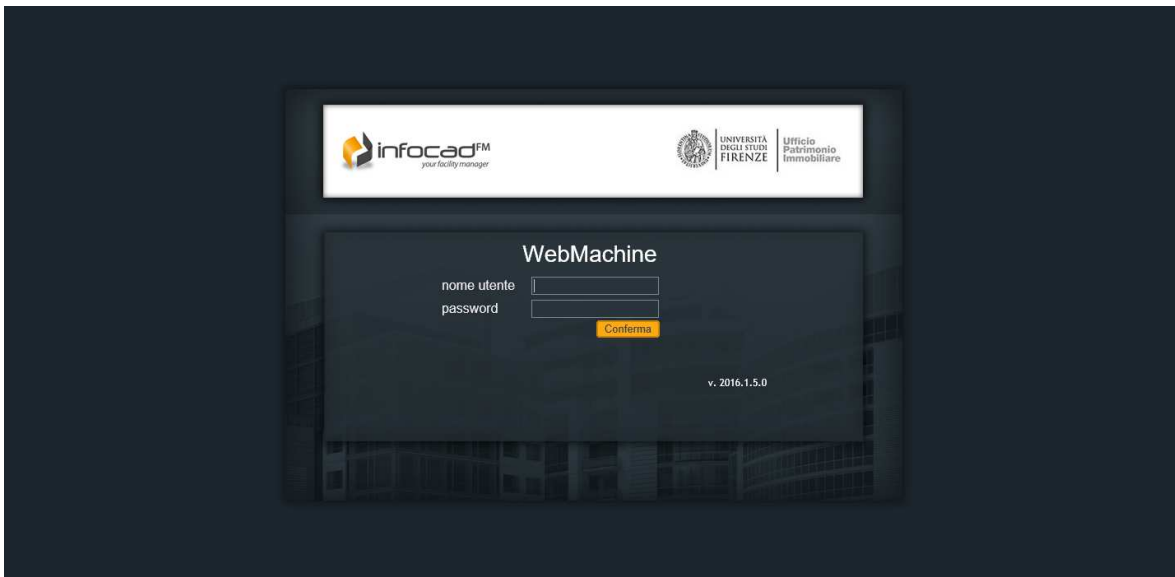 infocadFM
your facility manager
UNIVERSITÀ
DEGLI STUDI
FIRENZE
Ufficio
Patrimonio
Immobiliare
WebMachine
nome utente
password
Conferma
v. 2016.1.5.0